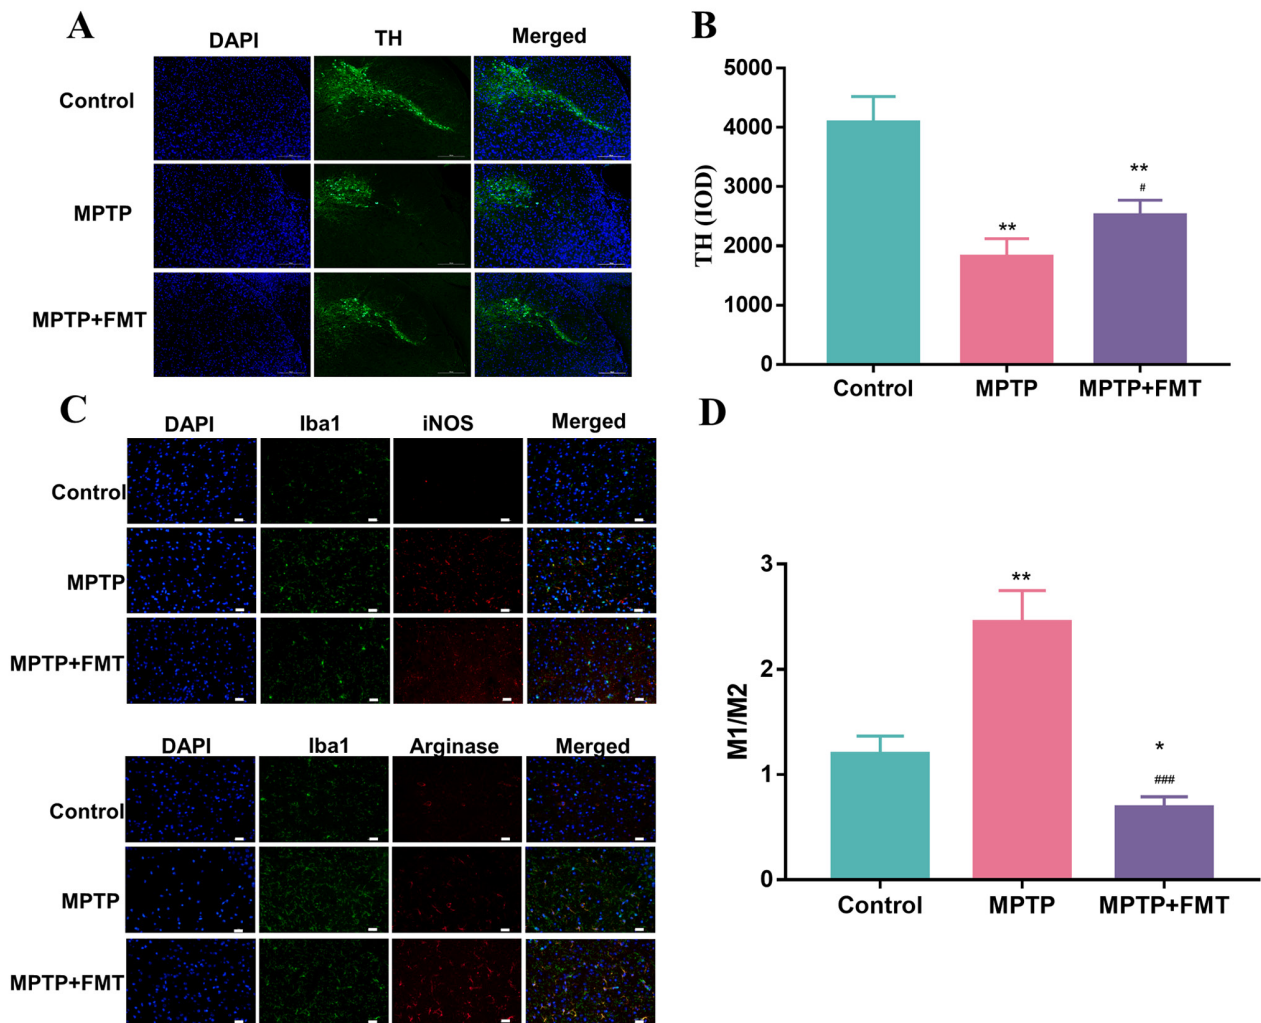 A
DAPI TH Merged
Control
MPTP
MPTP+FMT
B
5000
4000
3000
2000
1000
0
TH (IOD)
**
**
#
Control MPTP MPTP+FMT
C
DAPI Iba1 iNOS Merged
Control
MPTP
MPTP+FMT
DAPI Iba1 Arginase Merged
Control
MPTP
MPTP+FMT
D
3
2
1
0
M1/M2
**
*
###
Control MPTP MPTP+FMT